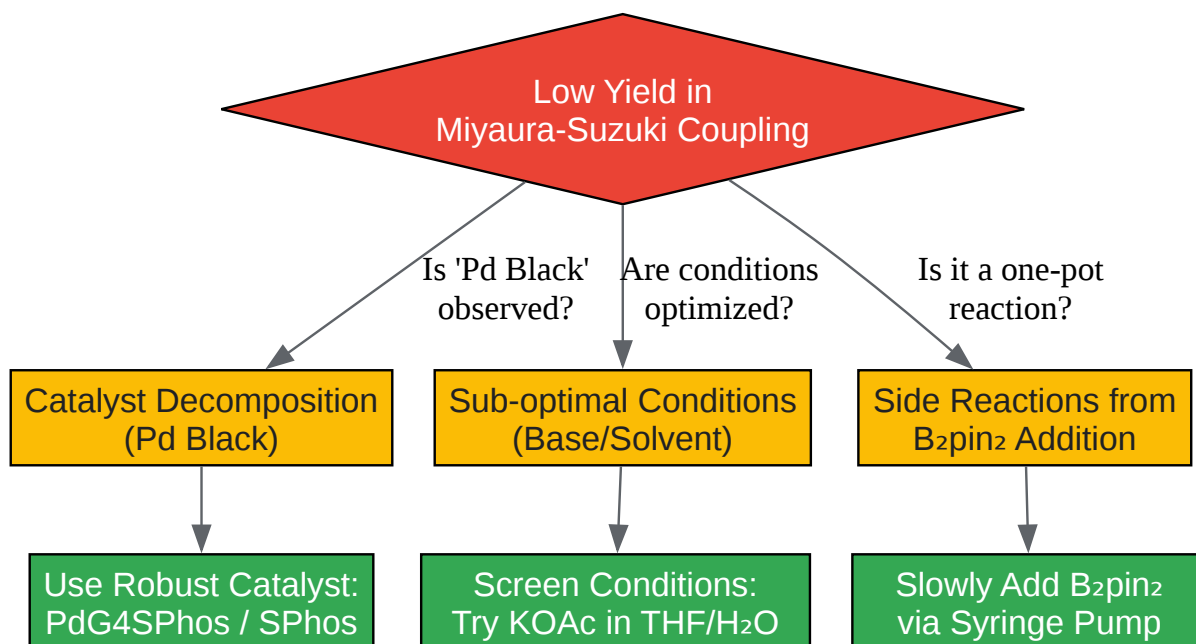 Low Yield in
Miyaura-Suzuki Coupling
Is 'Pd Black'
observed?
Are conditions
optimized?
Is it a one-pot
reaction?
Catalyst Decomposition
(Pd Black)
Sub-optimal Conditions
(Base/Solvent)
Side Reactions from
B₂pin₂ Addition
Use Robust Catalyst:
PdG4SPhos / SPhos
Screen Conditions:
Try KOAc in THF/H₂O
Slowly Add B₂pin₂
via Syringe Pump